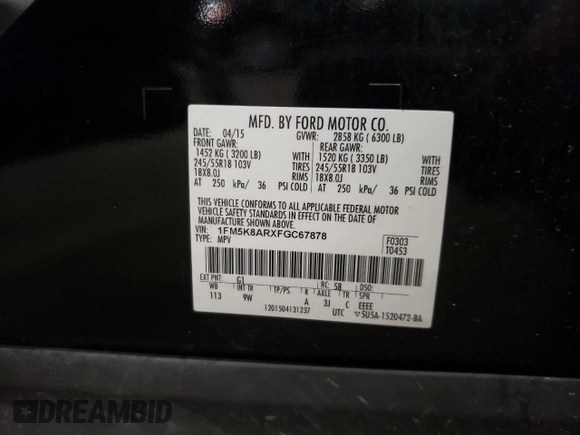 MFD. BY FORD MOTOR CO.
DATE: 04/15 GVWR: 2858 KG ( 6300 LB)
FRONT GAWR: REAR GAWR:
1452 KG ( 3200 LB) WITH 1520 KG ( 3350 LB) WITH
245/55R18 103V TIRES 245/55R18 103V TIRES
18X8.0J RIMS 18X8.0J RIMS
AT 250 kPa/ 36 PSI COLD AT 250 kPa/ 36 PSI COLD
THIS VEHICLE CONFORMS TO ALL APPLICABLE FEDERAL MOTOR
VEHICLE SAFETY STANDARDS IN EFFECT ON THE DATE OF
MANUFACTURE SHOWN ABOVE.
VIN: 1FM5K8ARXFGC67878 F0303
TYPE: MPV T0453
EXT PNT: G1 RC: 58 DSO:
WB INT TR TP/PS R AXLE TR SPR
113 9W A 3J C EEEE
1201504131237 UTC ▽5U5A-1520472-BA
DREAMBID